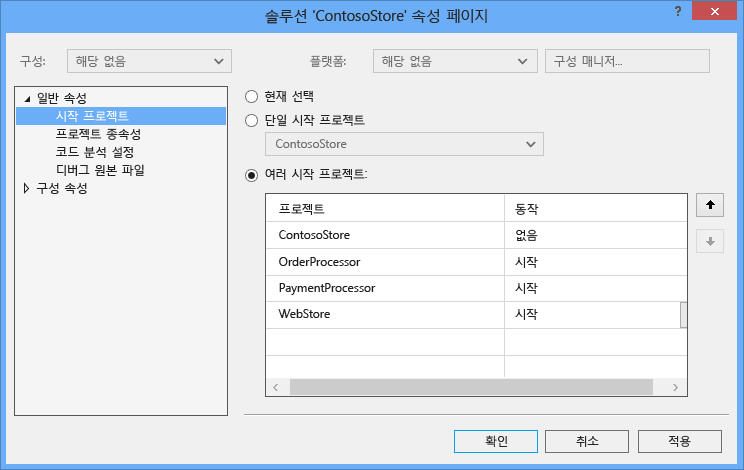 솔루션 'ContosoStore' 속성 페이지
?
구성: 해당 없음 플랫폼: 해당 없음 구성 매니저...
일반 속성
시작 프로젝트
프로젝트 종속성
코드 분석 설정
디버그 원본 파일
구성 속성
현재 선택
단일 시작 프로젝트
ContosoStore
여러 시작 프로젝트:
프로젝트 동작
ContosoStore 없음
OrderProcessor 시작
PaymentProcessor 시작
WebStore 시작
확인 취소 적용